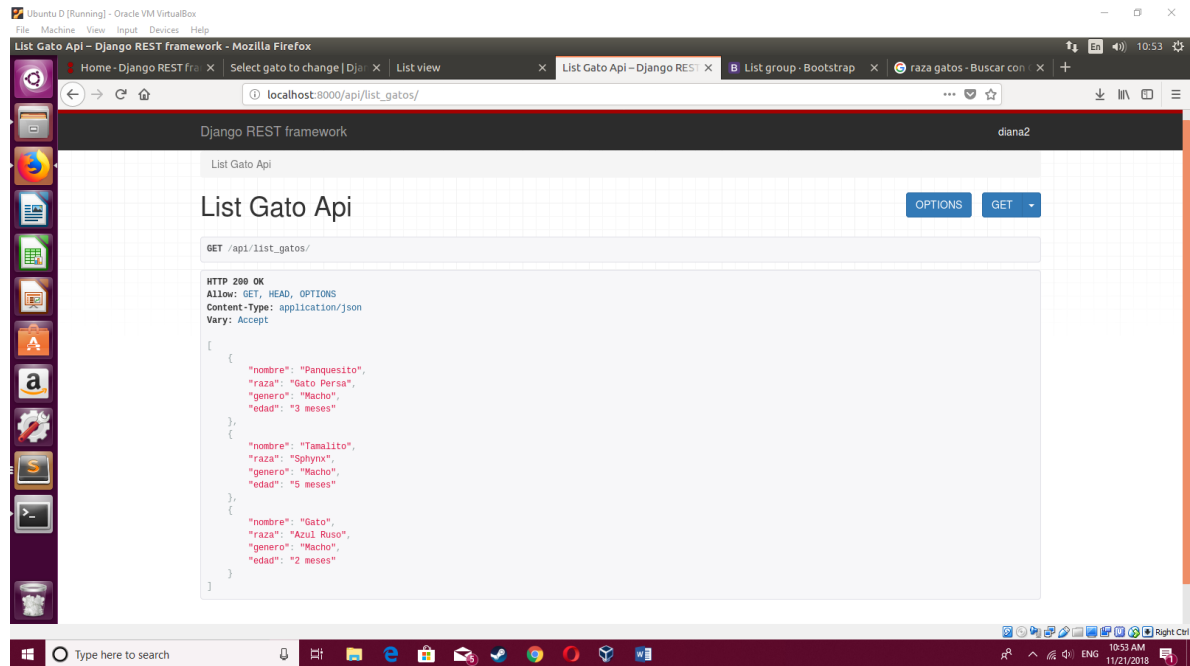 Ubuntu D [Running] - Oracle VM VirtualBox
File Machine View Input Devices Help
List Gato Api – Django REST framework - Mozilla Firefox
En 10:53
Home - Django REST fra
Select gato to change | Djan
List view
List Gato Api – Django REST
B List group · Bootstrap
G raza gatos - Buscar con
localhost:8000/api/list_gatos/
Django REST framework
diana2
List Gato Api
List Gato Api
OPTIONS
GET
GET /api/list_gatos/
HTTP 200 OK
Allow: GET, HEAD, OPTIONS
Content-Type: application/json
Vary: Accept
[
{
"nombre": "Panquesito",
"raza": "Gato Persa",
"genero": "Macho",
"edad": "3 meses"
},
{
"nombre": "Tamalito",
"raza": "Sphynx",
"genero": "Macho",
"edad": "5 meses"
},
{
"nombre": "Gato",
"raza": "Azul Ruso",
"genero": "Macho",
"edad": "2 meses"
}
]
Right Ctrl
Type here to search
ENG
10:53 AM
11/21/2018